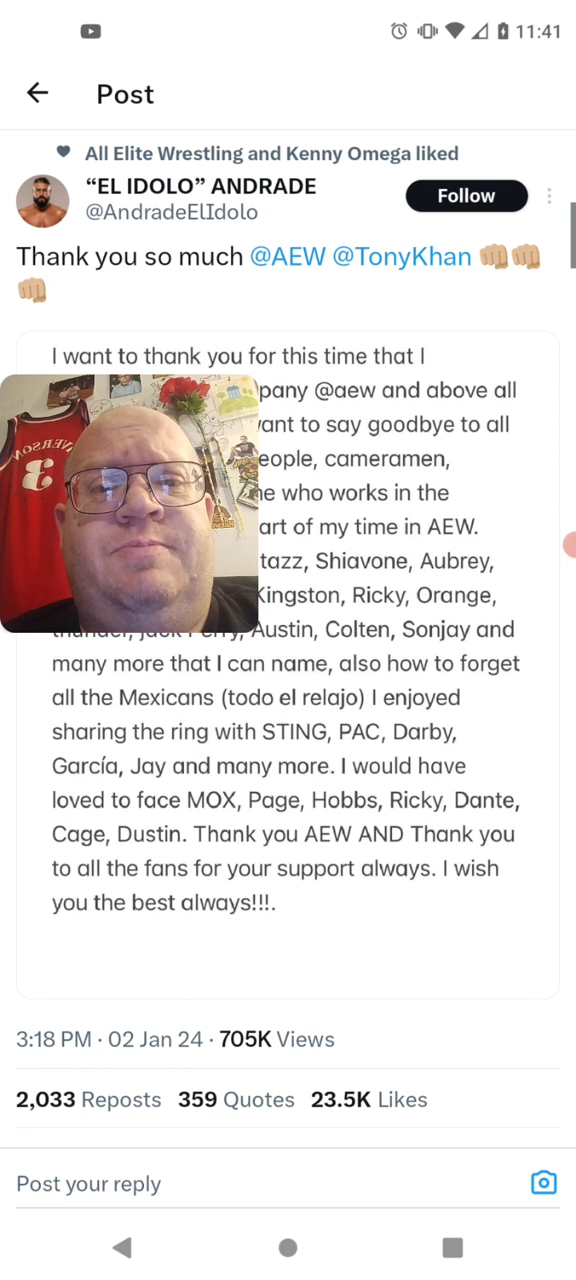 11:41
Post
All Elite Wrestling and Kenny Omega liked
“EL IDOLO” ANDRADE
Follow
@AndradeElIdolo
Thank you so much @AEW @TonyKhan 👊🏼👊🏼
👊🏼
I want to thank you for this time that I
@aew and above all
to say goodbye to all
cameramen,
who works in the
of my time in AEW.
Shiavone, Aubrey,
Kingston, Ricky, Orange,
Austin, Colten, Sonjay and
many more that I can name, also how to forget
all the Mexicans (todo el relajo) I enjoyed
sharing the ring with STING, PAC, Darby,
García, Jay and many more. I would have
loved to face MOX, Page, Hobbs, Ricky, Dante,
Cage, Dustin. Thank you AEW AND Thank you
to all the fans for your support always. I wish
you the best always!!!.
3:18 PM · 02 Jan 24 · 705K Views
2,033 Reposts 359 Quotes 23.5K Likes
Post your reply
3